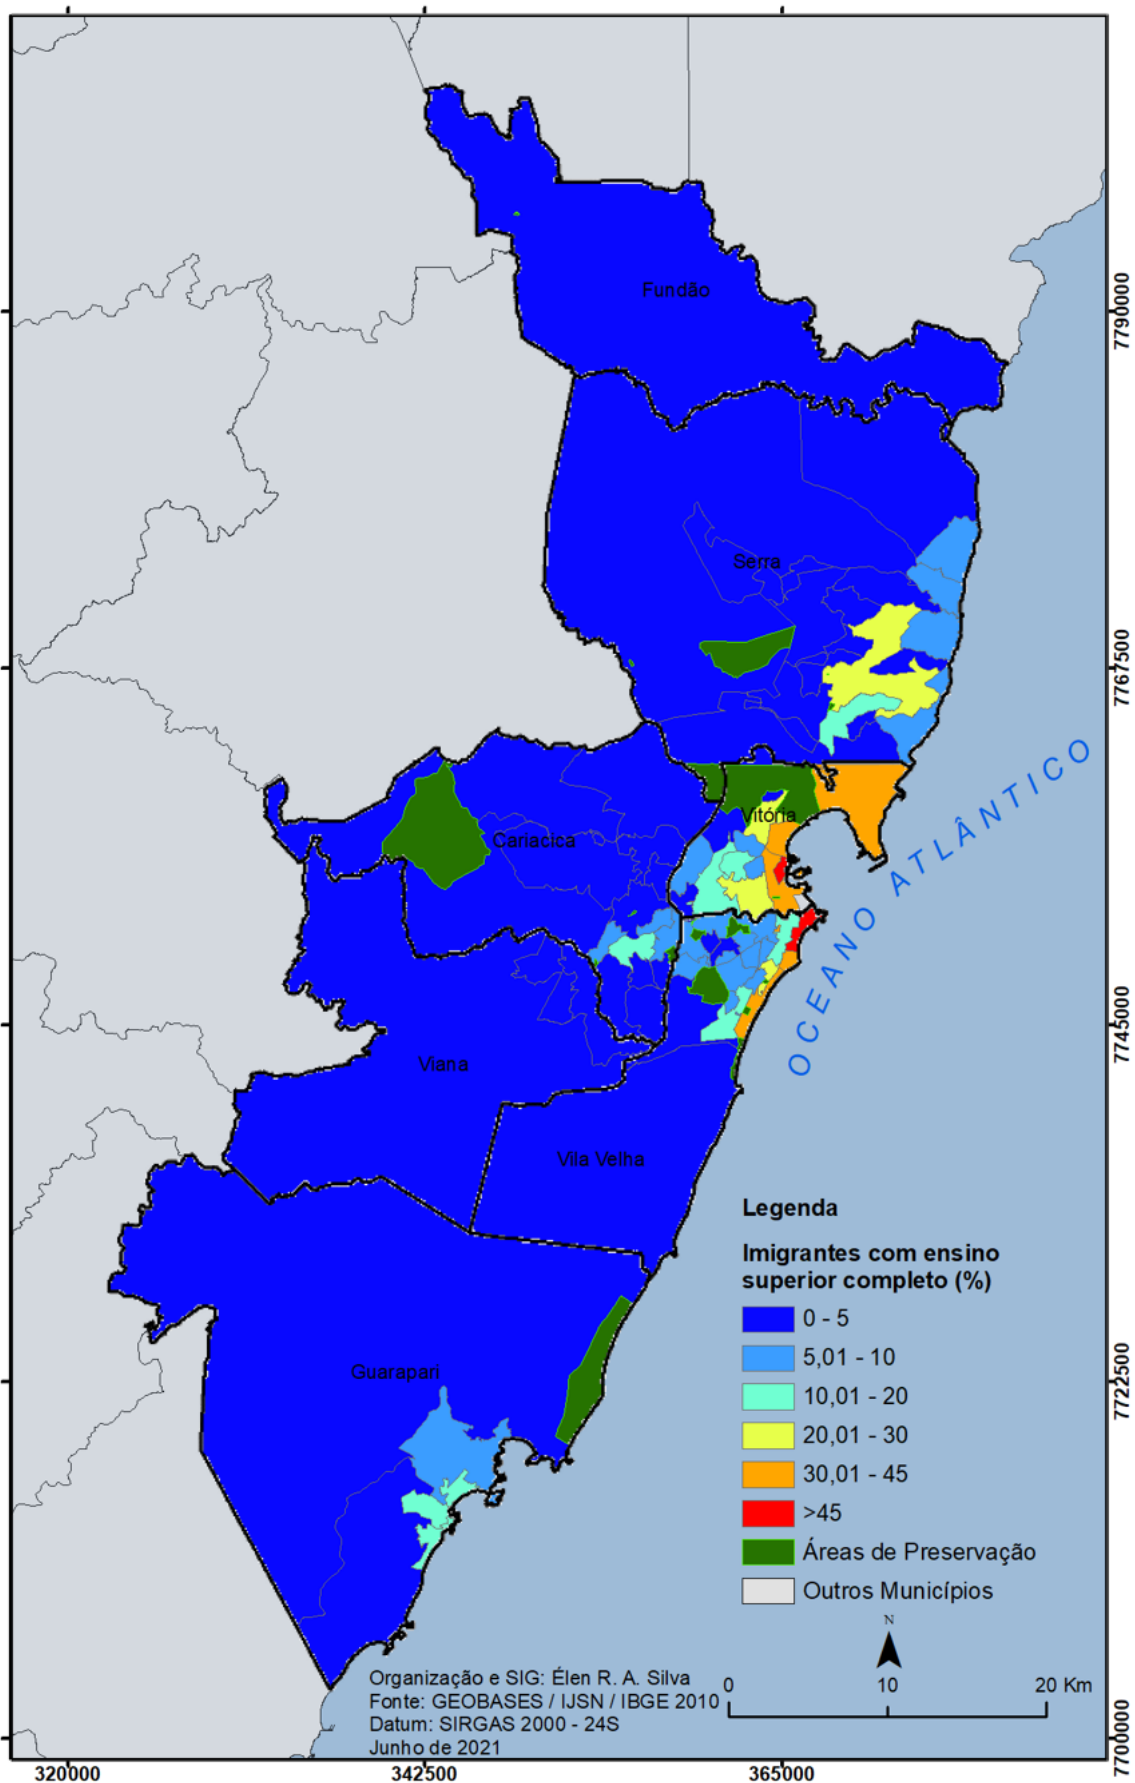 Fundão
7790000
Serra
7767500
Vitória
Cariacica
OCEANO ATLÂNTICO
7745000
Viana
Vila Velha
Legenda
Imigrantes com ensino
superior completo (%)
0 - 5
5,01 - 10
10,01 - 20
20,01 - 30
30,01 - 45
>45
Áreas de Preservação
Outros Municípios
7722500
Guarapari
N
0 10 20 Km
Organização e SIG: Élen R. A. Silva
Fonte: GEOBASES / IJSN / IBGE 2010
Datum: SIRGAS 2000 - 24S
Junho de 2021
7700000
320000 342500 365000